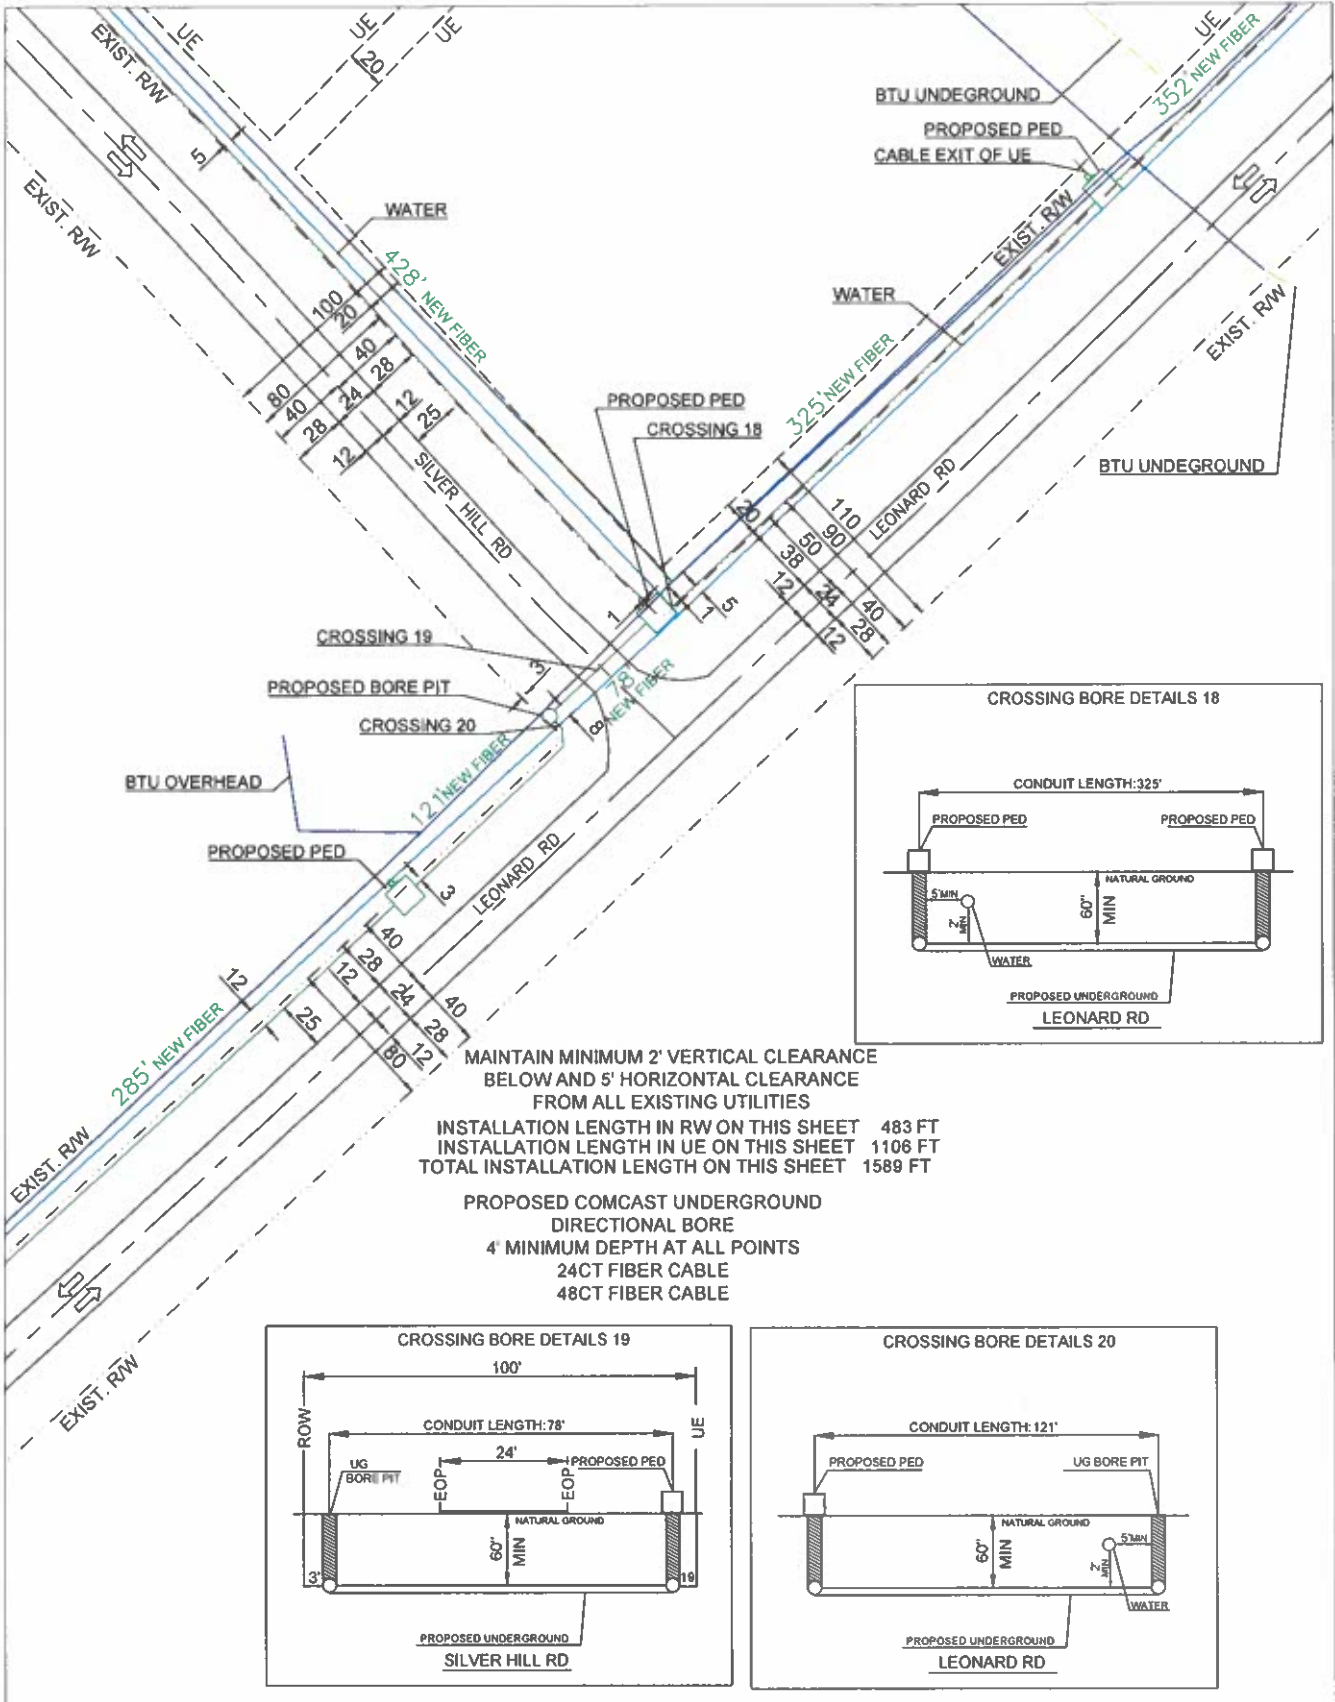 UE
UE
UE
UE
20
EXIST. R/W
EXIST. R/W
5
WATER
428' NEW FIBER
100
20
40
28
80
40
24
12
28
25
12
SILVER HILL RD
BTU UNDEGROUND
352' NEW FIBER
PROPOSED PED
CABLE EXIT OF UE
EXIST. R/W
WATER
EXIST. R/W
325' NEW FIBER
BTU UNDEGROUND
LEONARD RD
PROPOSED PED
CROSSING 18
20
110
90
50
38
24
40
12
28
12
1
5
1
CROSSING 19
3
PROPOSED BORE PIT
78'
NEW FIBER
8
CROSSING 20
BTU OVERHEAD
121' NEW FIBER
PROPOSED PED
LEONARD RD
3
40
28
12
24
40
25
28
12
80
12
285' NEW FIBER
EXIST. R/W
EXIST. R/W
CROSSING BORE DETAILS 18
CONDUIT LENGTH:325'
PROPOSED PED
PROPOSED PED
NATURAL GROUND
5'MIN
2'
MIN
60"
MIN
WATER
PROPOSED UNDERGROUND
LEONARD RD
MAINTAIN MINIMUM 2' VERTICAL CLEARANCE
BELOW AND 5' HORIZONTAL CLEARANCE
FROM ALL EXISTING UTILITIES
INSTALLATION LENGTH IN RW ON THIS SHEET 483 FT
INSTALLATION LENGTH IN UE ON THIS SHEET 1106 FT
TOTAL INSTALLATION LENGTH ON THIS SHEET 1589 FT
PROPOSED COMCAST UNDERGROUND
DIRECTIONAL BORE
4' MINIMUM DEPTH AT ALL POINTS
24CT FIBER CABLE
48CT FIBER CABLE
CROSSING BORE DETAILS 19
100'
ROW
UE
CONDUIT LENGTH:78'
24'
UG
BORE PIT
EOP
EOP
PROPOSED PED
NATURAL GROUND
60"
MIN
3'
19
PROPOSED UNDERGROUND
SILVER HILL RD
CROSSING BORE DETAILS 20
CONDUIT LENGTH:121'
PROPOSED PED
UG BORE PIT
NATURAL GROUND
60"
MIN
5'MIN
2'
MIN
WATER
PROPOSED UNDERGROUND
LEONARD RD